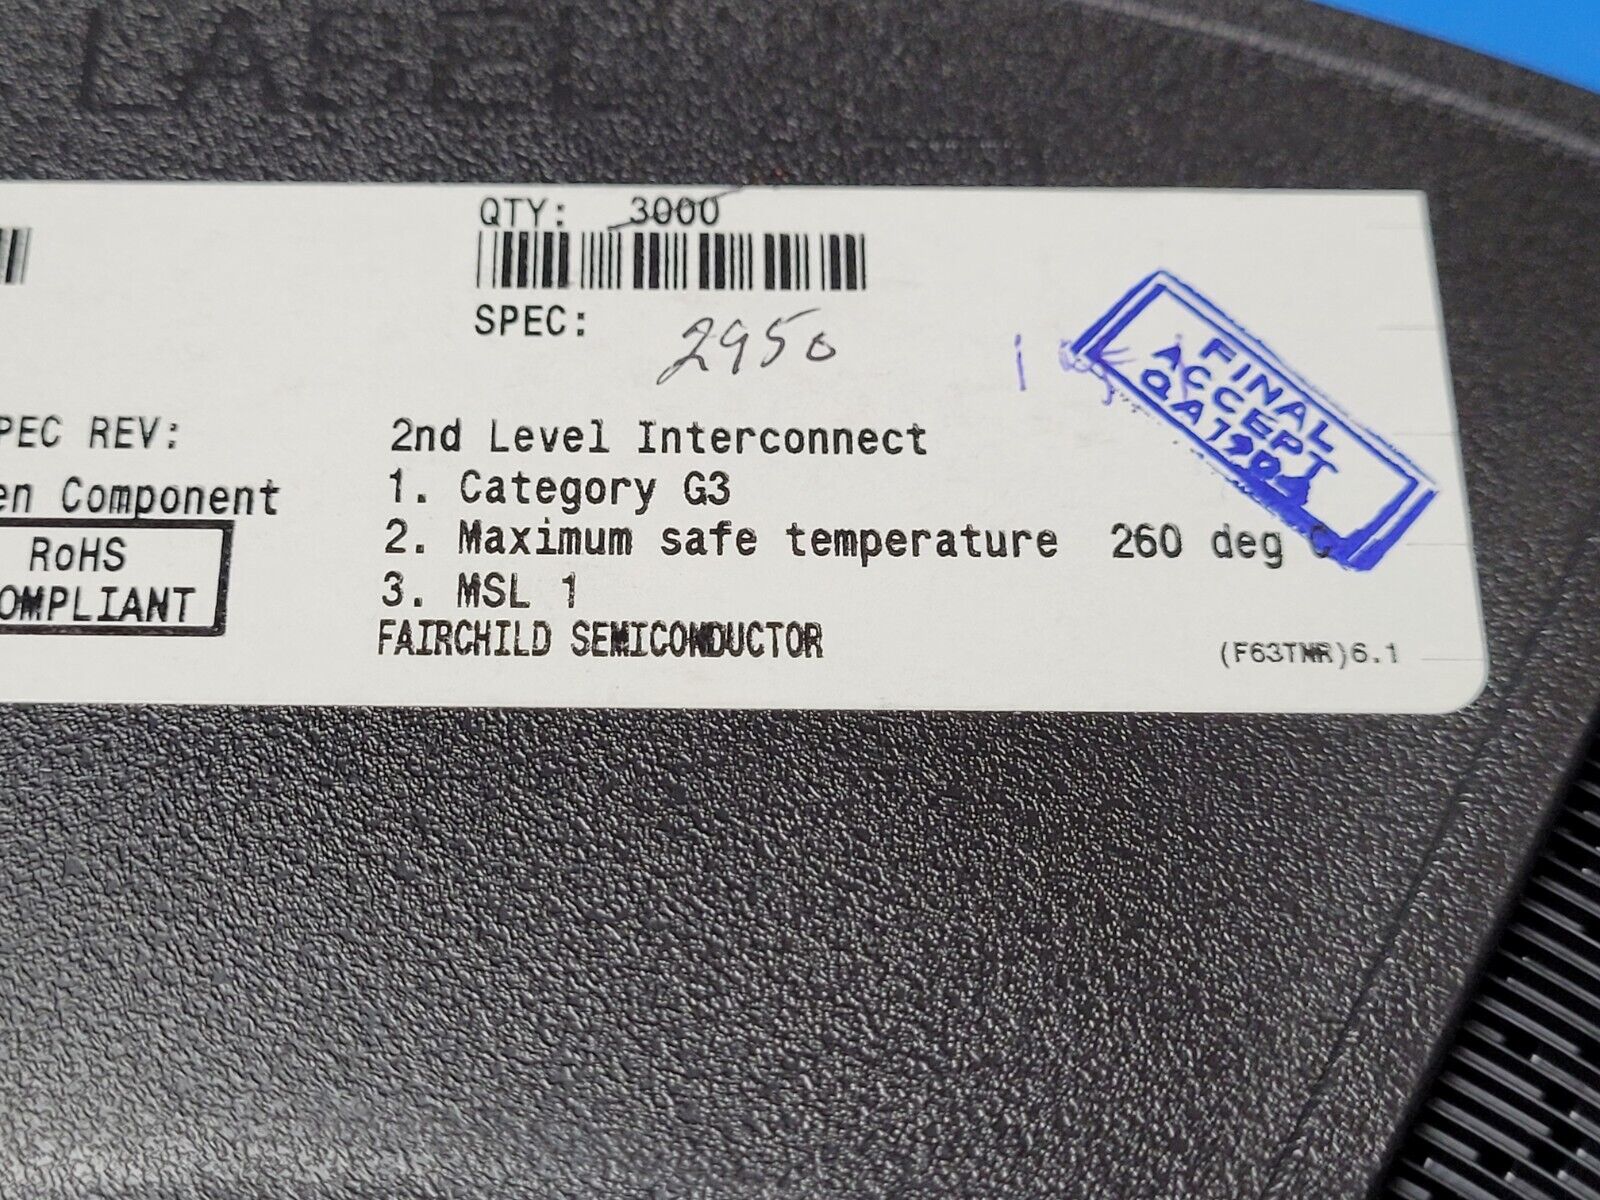 LABEL
QTY: 3000
SPEC:
2950
PEC REV:
en Component
RoHS
OMPLIANT
2nd Level Interconnect
1. Category G3
2. Maximum safe temperature 260 deg C
3. MSL 1
FAIRCHILD SEMICONDUCTOR
(F63TNR)6.1
FINAL
ACCEPT